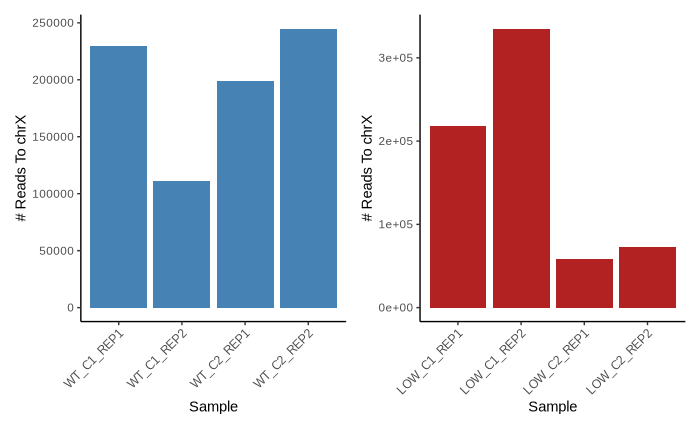 # Reads To chrX
250000
200000
150000
100000
50000
0
WT_C1_REP1
WT_C1_REP2
WT_C2_REP1
WT_C2_REP2
Sample
# Reads To chrX
3e+05
2e+05
1e+05
0e+00
LOW_C1_REP1
LOW_C1_REP2
LOW_C2_REP1
LOW_C2_REP2
Sample